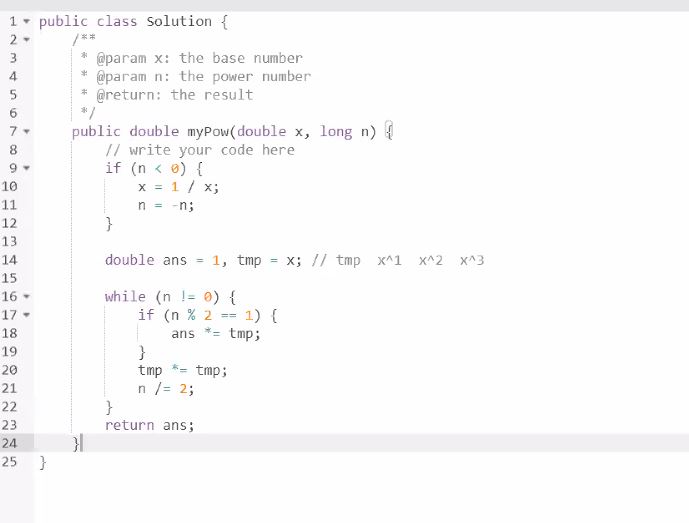 1 public class Solution {
2 /**
3 * @param x: the base number
4 * @param n: the power number
5 * @return: the result
6 */
7 public double myPow(double x, long n) {
8 // write your code here
9 if (n < 0) {
10 x = 1 / x;
11 n = -n;
12 }
13
14 double ans = 1, tmp = x; // tmp x^1 x^2 x^3
15
16 while (n != 0) {
17 if (n % 2 == 1) {
18 ans *= tmp;
19 }
20 tmp *= tmp;
21 n /= 2;
22 }
23 return ans;
24 }
25 }